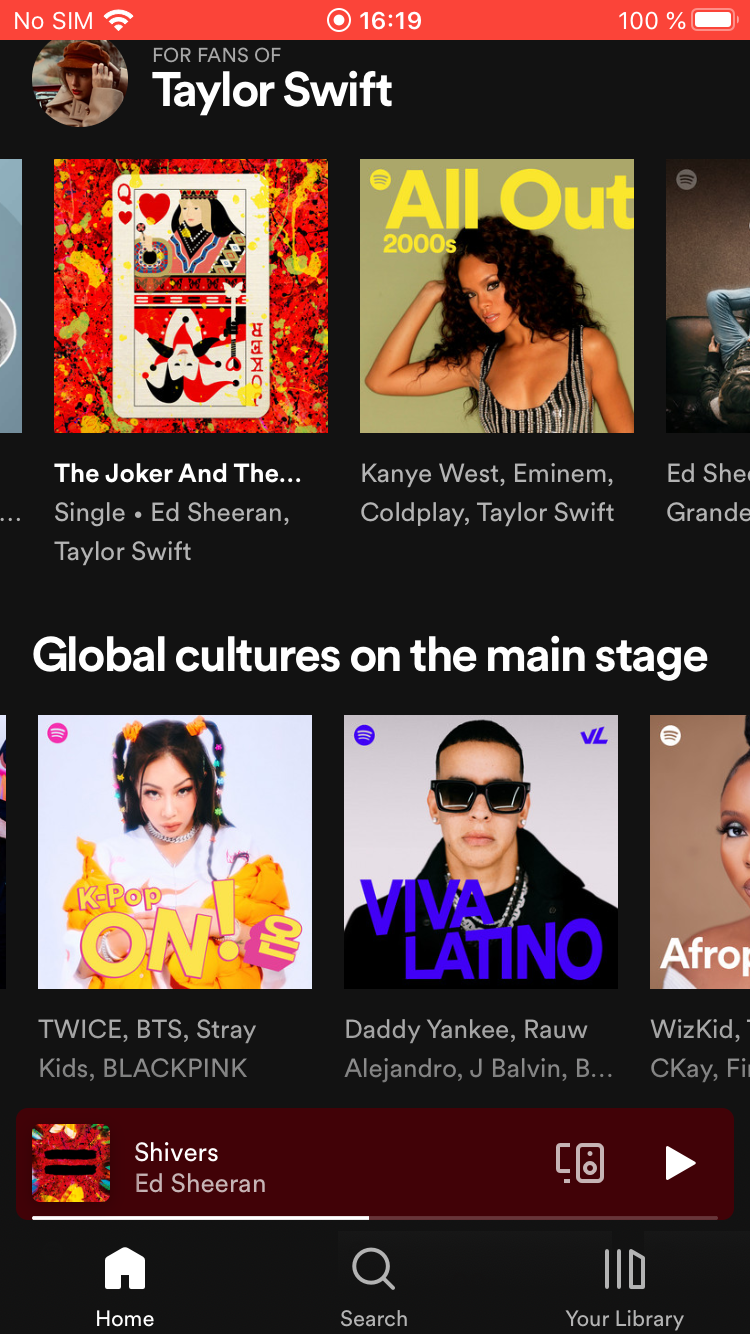 No SIM 16:19 100 %
FOR FANS OF
Taylor Swift
Q
All Out
2000s
The Joker And The...
Single • Ed Sheeran,
Taylor Swift
Kanye West, Eminem,
Coldplay, Taylor Swift
Ed Shee
Grande
...
Global cultures on the main stage
K-Pop
ON!
온
VL
VIVA
LATINO
Afrop
TWICE, BTS, Stray
Kids, BLACKPINK
Daddy Yankee, Rauw
Alejandro, J Balvin, B...
WizKid,
CKay, Fi
Shivers
Ed Sheeran
Home
Search
Your Library